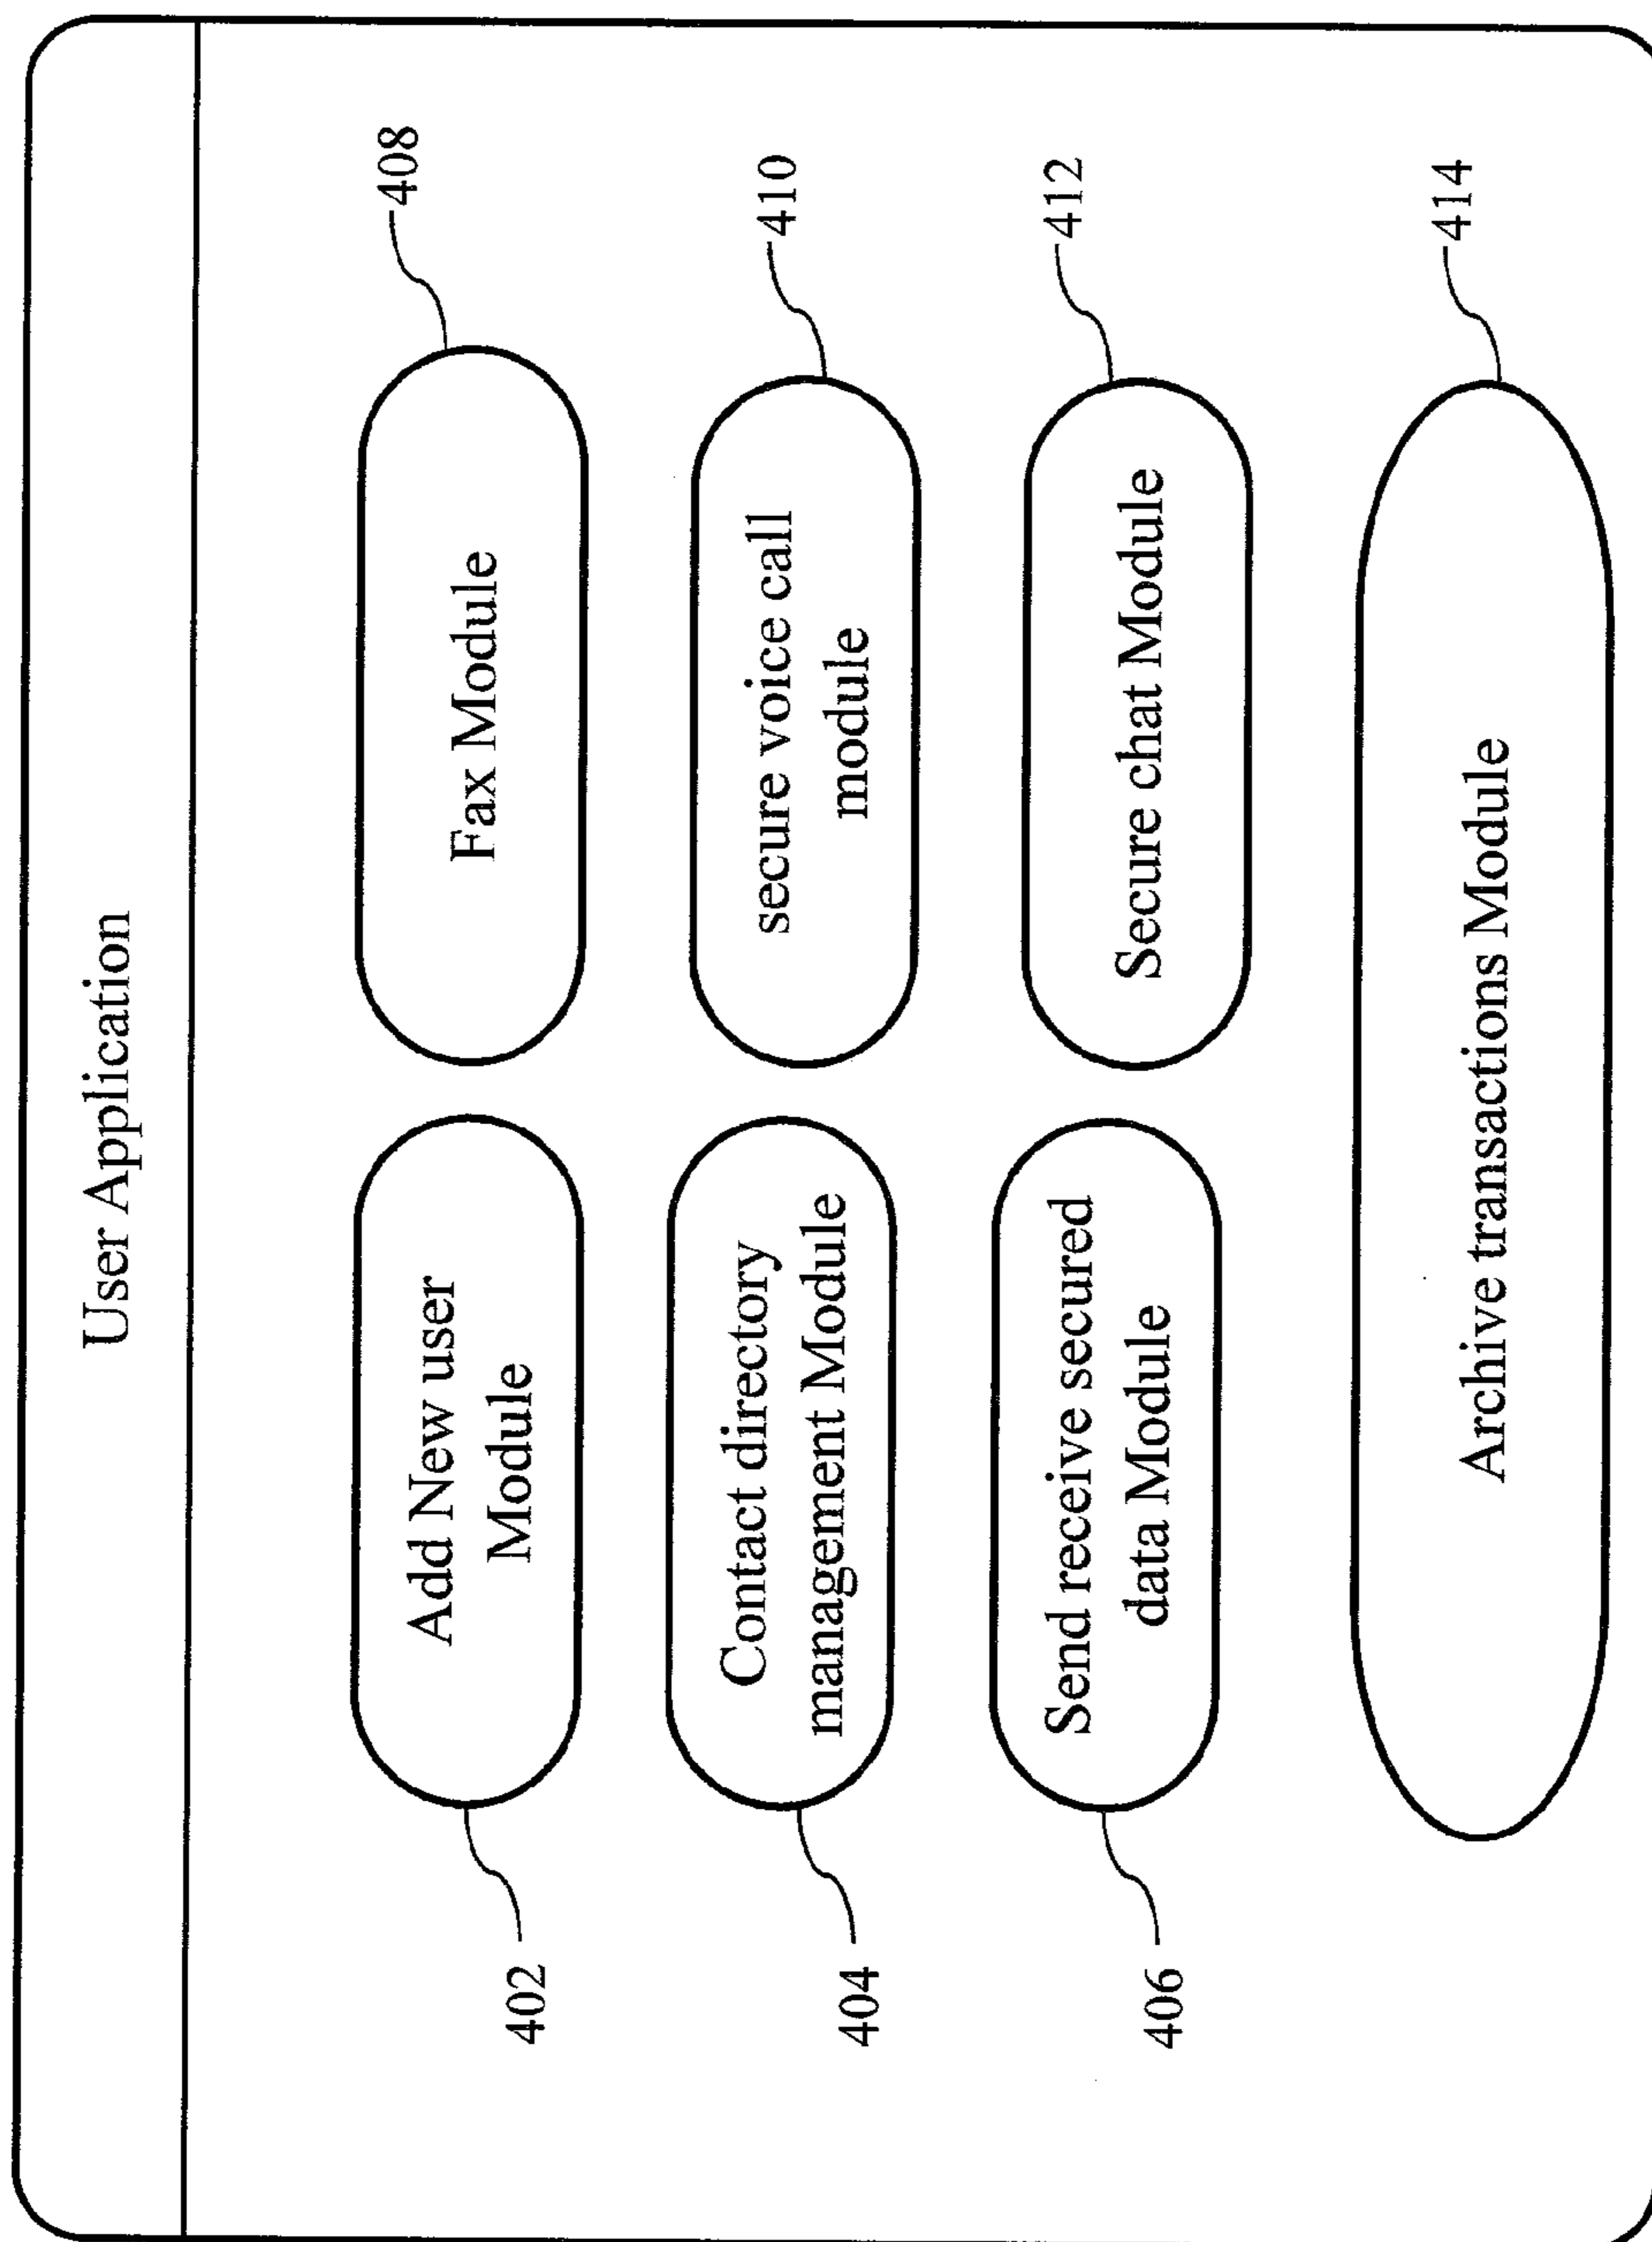 User Application
Add New user
Module
402
Fax Module
408
Contact directory
management Module
404
secure voice call
module
410
Send receive secured
data Module
406
Secure chat Module
412
Archive transactions Module
414